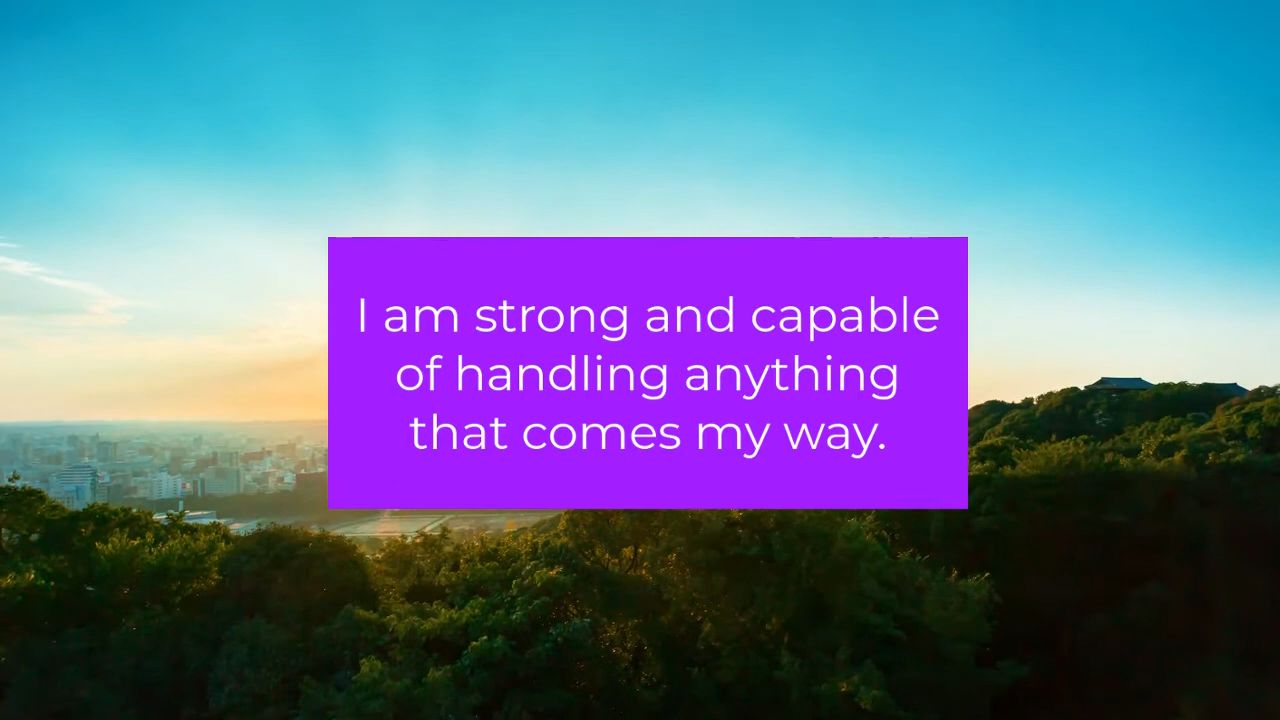 I am strong and capable
of handling anything
that comes my way.